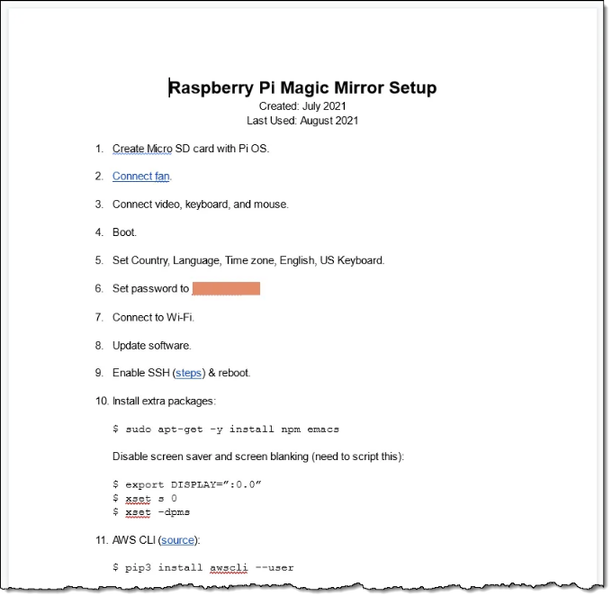 Raspberry Pi Magic Mirror Setup
Created: July 2021
Last Used: August 2021
1. Create Micro SD card with Pi OS.
2. Connect fan.
3. Connect video, keyboard, and mouse.
4. Boot.
5. Set Country, Language, Time zone, English, US Keyboard.
6. Set password to
7. Connect to Wi-Fi.
8. Update software.
9. Enable SSH (steps) & reboot.
10. Install extra packages:
$ sudo apt-get -y install npm emacs
Disable screen saver and screen blanking (need to script this):
$ export DISPLAY=”:0.0”
$ xset s 0
$ xset -dpms
11. AWS CLI (source):
$ pip3 install awscli --user